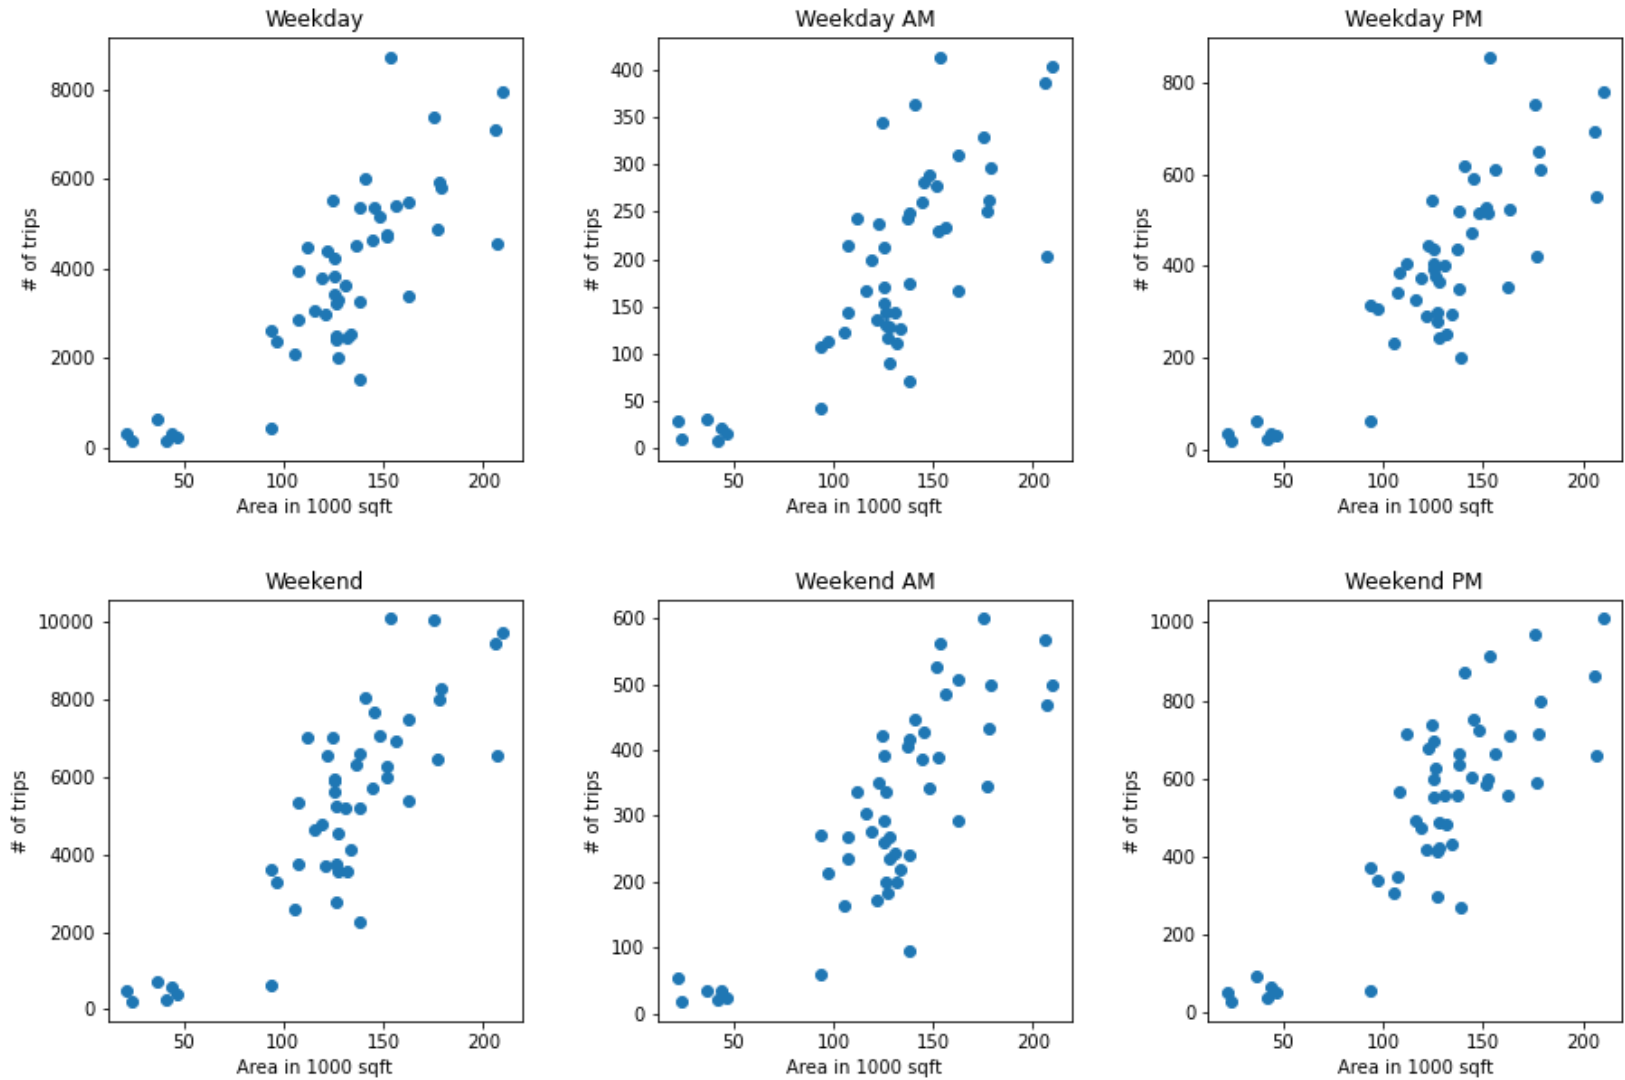 Weekday
8000
6000
4000
2000
0
# of trips
50 100 150 200
Area in 1000 sqft
Weekday AM
400
350
300
250
200
150
100
50
0
# of trips
50 100 150 200
Area in 1000 sqft
Weekday PM
800
600
400
200
0
# of trips
50 100 150 200
Area in 1000 sqft
Weekend
10000
8000
6000
4000
2000
0
# of trips
50 100 150 200
Area in 1000 sqft
Weekend AM
600
500
400
300
200
100
0
# of trips
50 100 150 200
Area in 1000 sqft
Weekend PM
1000
800
600
400
200
0
# of trips
50 100 150 200
Area in 1000 sqft